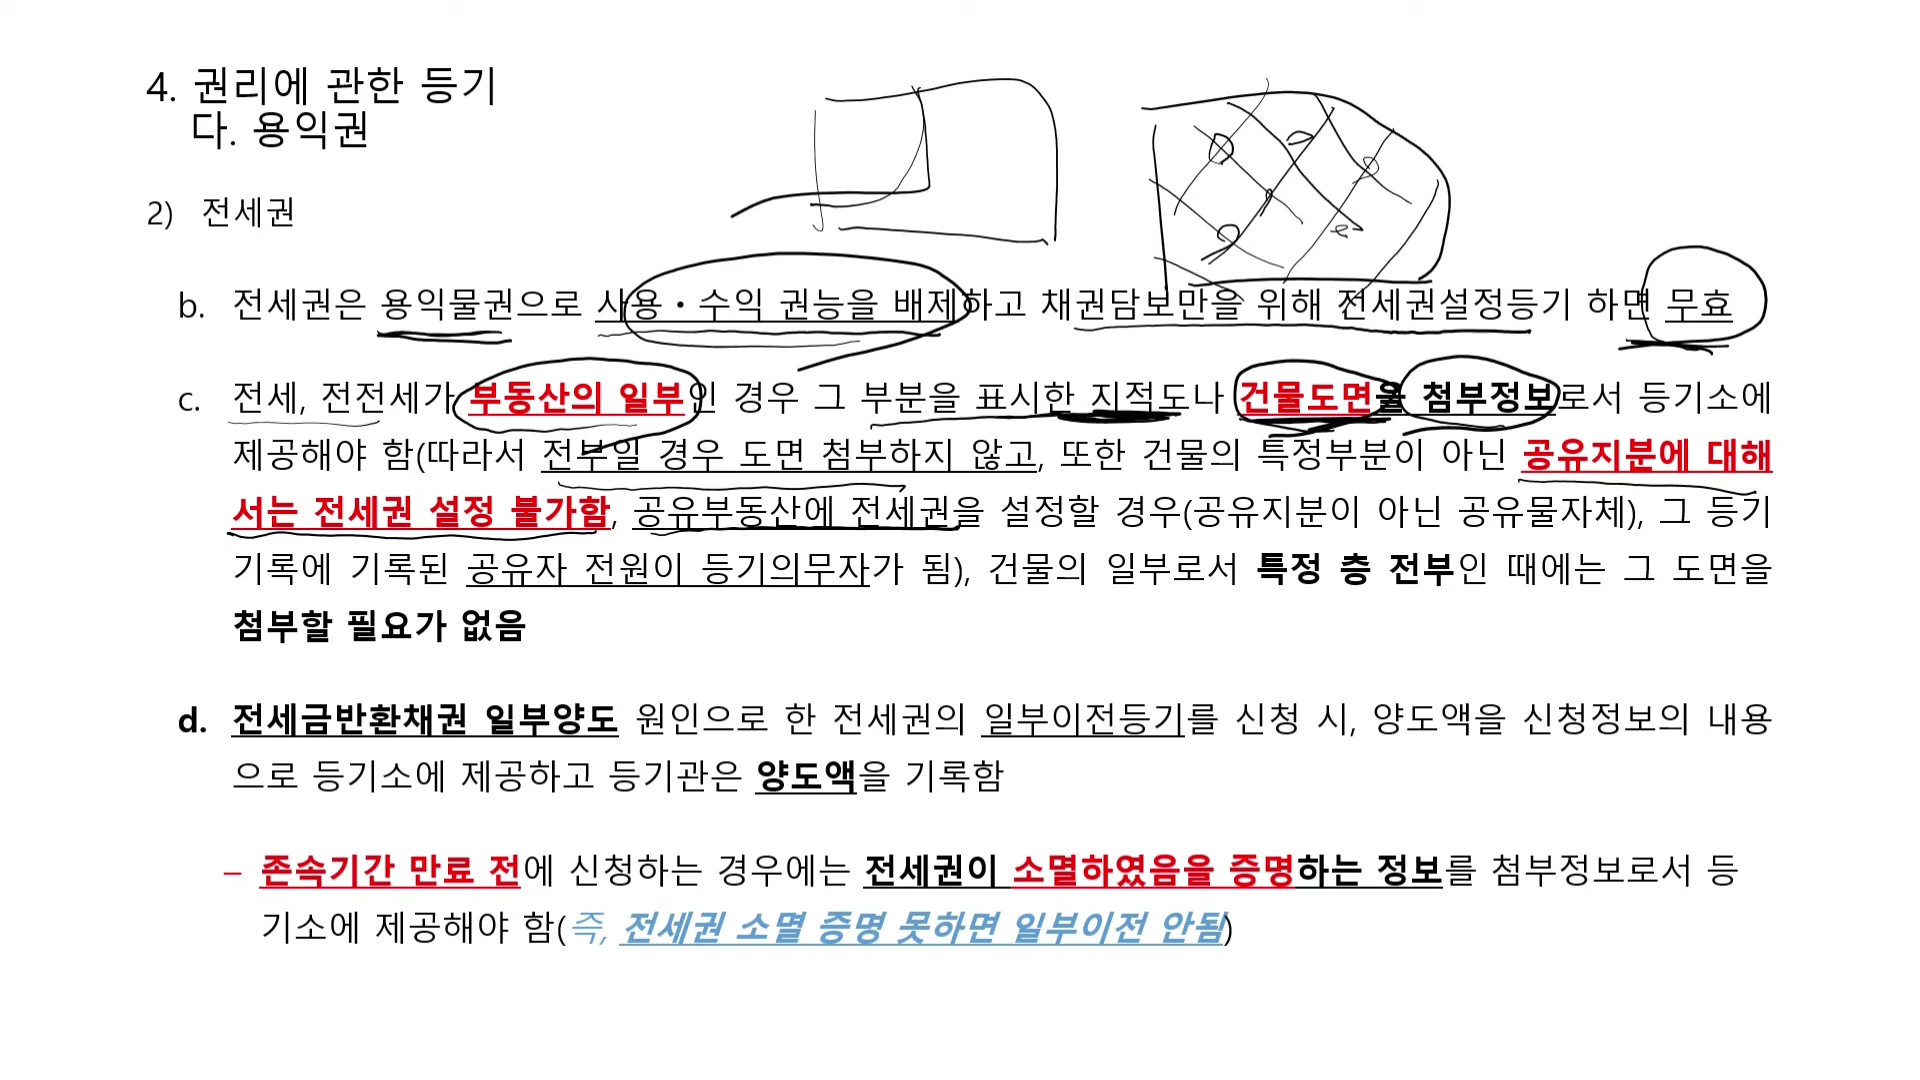 4. 권리에 관한 등기
다. 용익권
2) 전세권
b. 전세권은 용익물권으로 사용・수익 권능을 배제하고 채권담보만을 위해 전세권설정등기 하면 무효
c. 전세, 전전세가 부동산의 일부인 경우 그 부분을 표시한 지적도나 건물도면을 첨부정보로서 등기소에
제공해야 함(따라서 전부일 경우 도면 첨부하지 않고, 또한 건물의 특정부분이 아닌 공유지분에 대해
서는 전세권 설정 불가함, 공유부동산에 전세권을 설정할 경우(공유지분이 아닌 공유물자체), 그 등기
기록에 기록된 공유자 전원이 등기의무자가 됨), 건물의 일부로서 특정 층 전부인 때에는 그 도면을
첨부할 필요가 없음
d. 전세금반환채권 일부양도 원인으로 한 전세권의 일부이전등기를 신청 시, 양도액을 신청정보의 내용
으로 등기소에 제공하고 등기관은 양도액을 기록함
– 존속기간 만료 전에 신청하는 경우에는 전세권이 소멸하였음을 증명하는 정보를 첨부정보로서 등
기소에 제공해야 함(즉, 전세권 소멸 증명 못하면 일부이전 안됨)